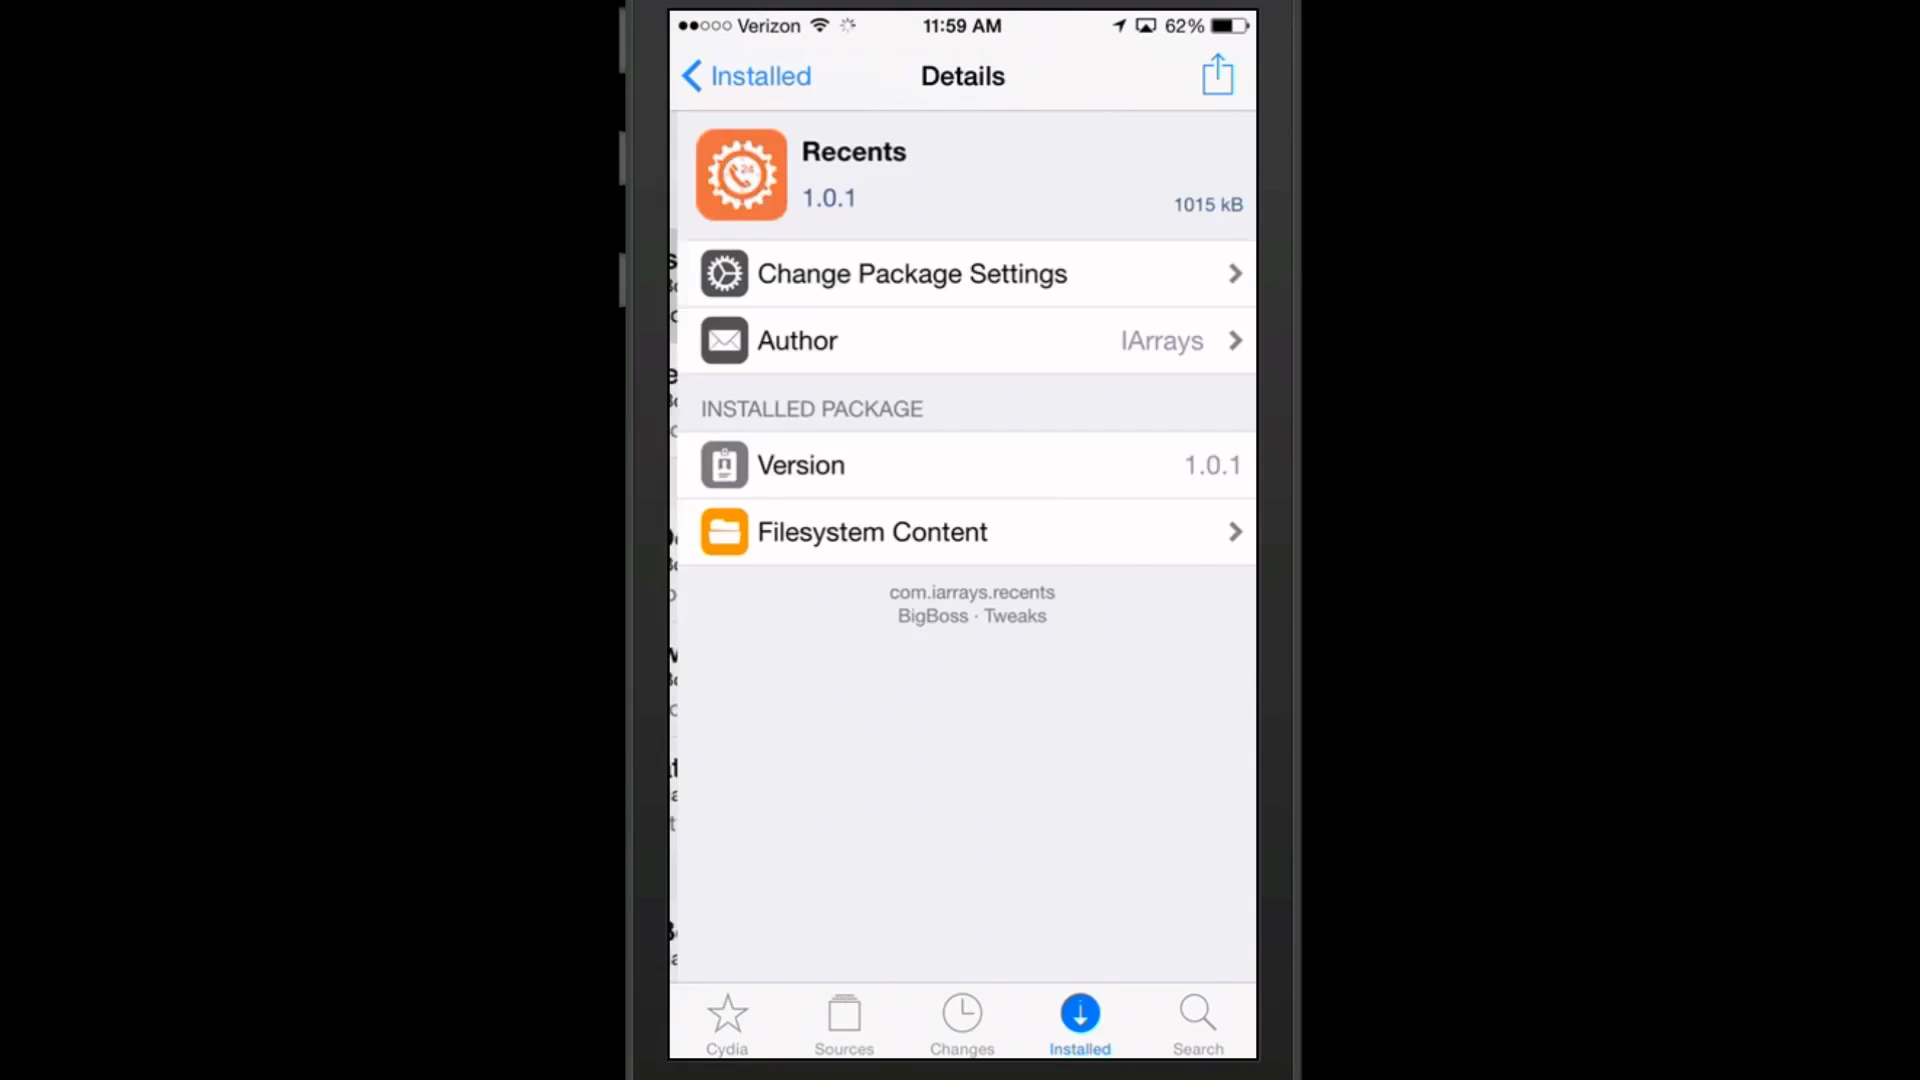 Verizon 11:59 AM 62%
Installed Details
Recents
24
1.0.1
1015 kB
Change Package Settings
Author IArrays
INSTALLED PACKAGE
Version 1.0.1
Filesystem Content
com.iarrays.recents
BigBoss · Tweaks
Cydia Sources Changes Installed Search